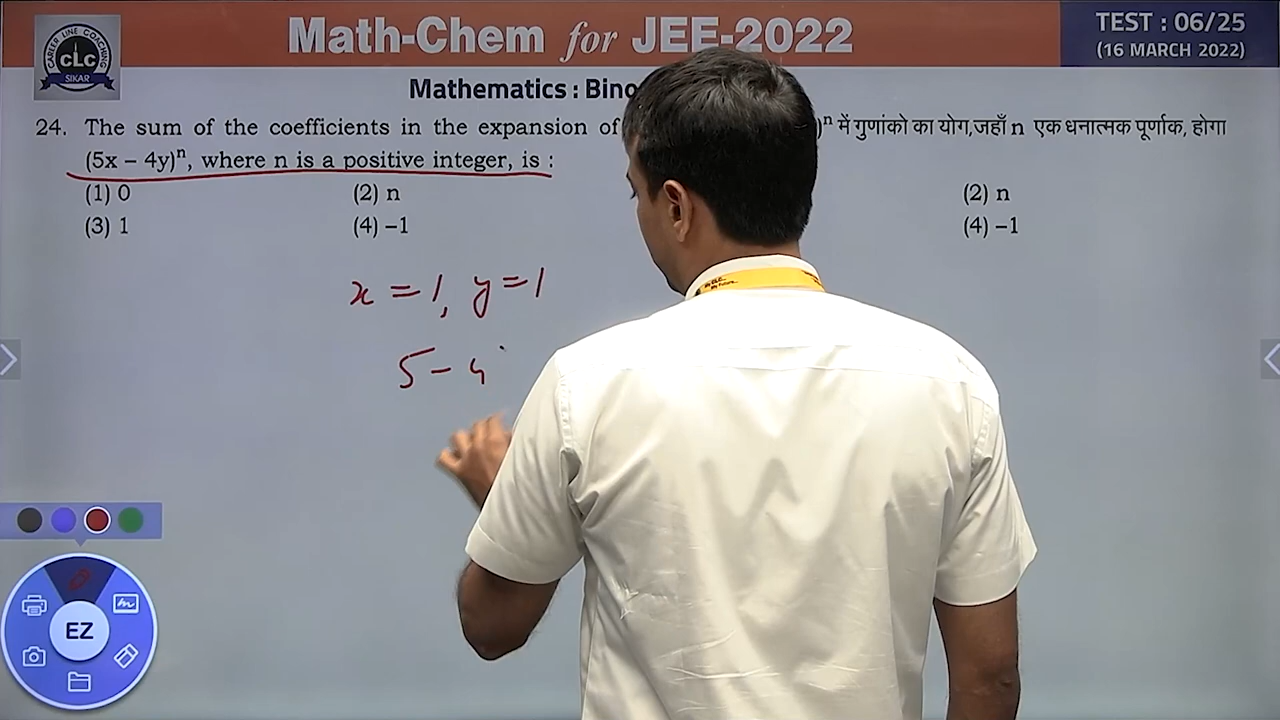 CAREER LINE COACHING
CLC
SIKAR
Math-Chem for JEE-2022
TEST : 06/25
(16 MARCH 2022)
Mathematics :
24. The sum of the coefficients in the expansion of
(5x – 4y)ⁿ, where n is a positive integer, is :
(1) 0 (2) n
(3) 1 (4) –1
)ⁿ में गुणांको का योग,जहाँ n एक धनात्मक पूर्णाक, होगा
(2) n
(4) –1
x = 1, y = 1
5 – 4
EZ